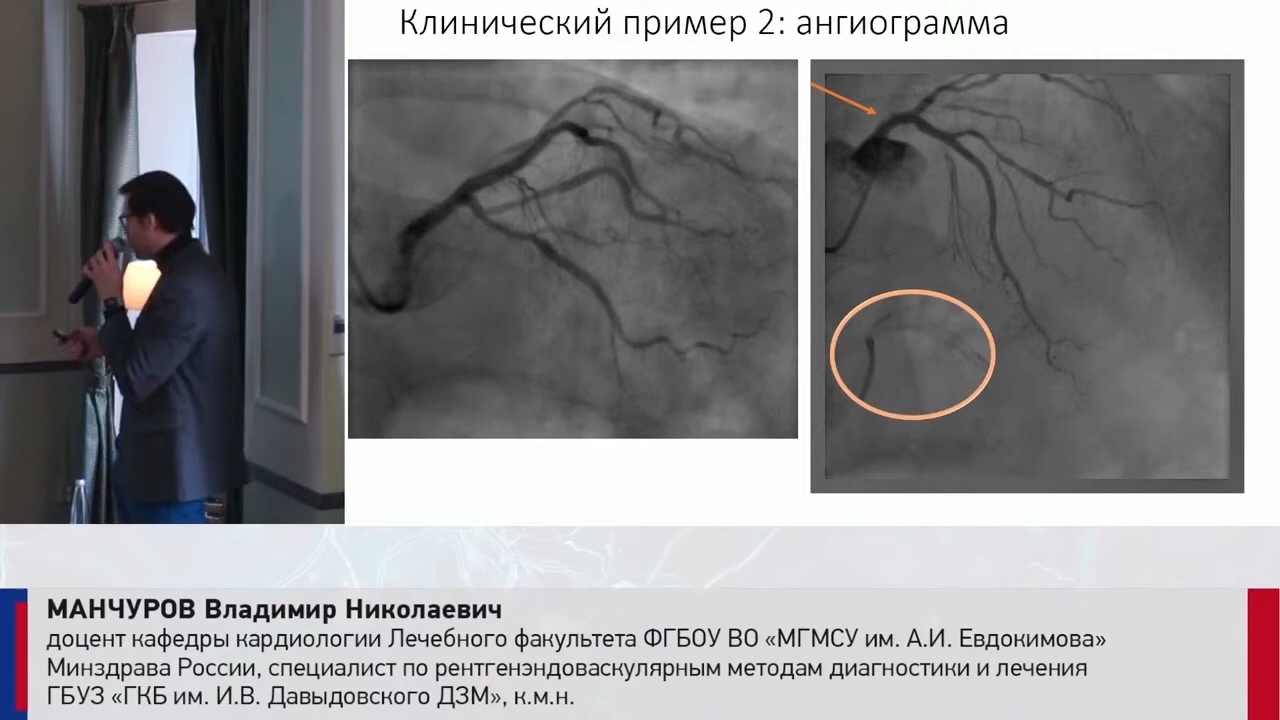 Клинический пример 2: ангиограмма
МАНЧУРОВ Владимир Николаевич
доцент кафедры кардиологии Лечебного факультета ФГБОУ ВО «МГМСУ им. А.И. Евдокимова»
Минздрава России, специалист по рентгенэндоваскулярным методам диагностики и лечения
ГБУЗ «ГКБ им. И.В. Давыдовского ДЗМ», к.м.н.